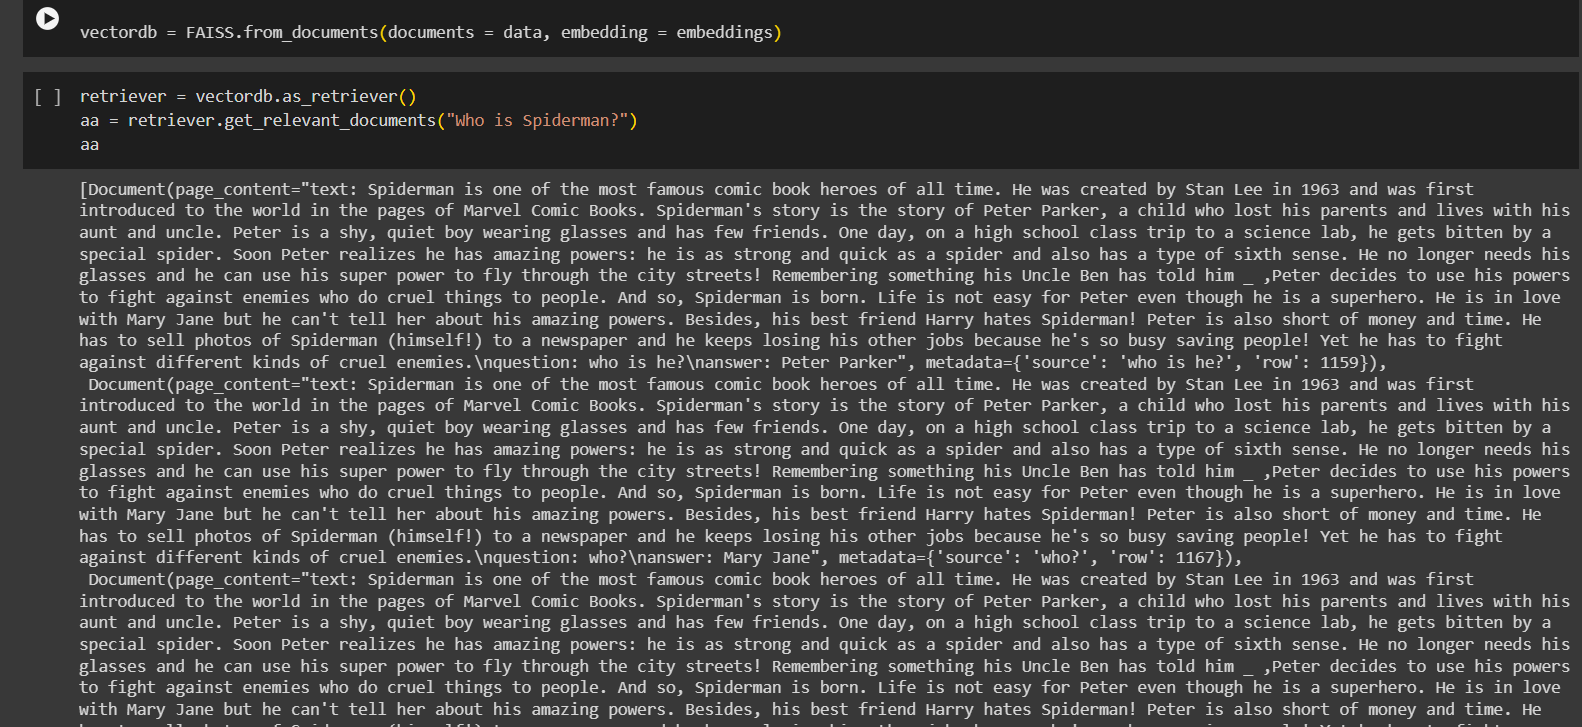 vectordb = FAISS.from_documents(documents = data, embedding = embeddings)
[ ] retriever = vectordb.as_retriever()
aa = retriever.get_relevant_documents("Who is Spiderman?")
aa
[Document(page_content="text: Spiderman is one of the most famous comic book heroes of all time. He was created by Stan Lee in 1963 and was first
introduced to the world in the pages of Marvel Comic Books. Spiderman's story is the story of Peter Parker, a child who lost his parents and lives with his
aunt and uncle. Peter is a shy, quiet boy wearing glasses and has few friends. One day, on a high school class trip to a science lab, he gets bitten by a
special spider. Soon Peter realizes he has amazing powers: he is as strong and quick as a spider and also has a type of sixth sense. He no longer needs his
glasses and he can use his super power to fly through the city streets! Remembering something his Uncle Ben has told him _ ,Peter decides to use his powers
to fight against enemies who do cruel things to people. And so, Spiderman is born. Life is not easy for Peter even though he is a superhero. He is in love
with Mary Jane but he can't tell her about his amazing powers. Besides, his best friend Harry hates Spiderman! Peter is also short of money and time. He
has to sell photos of Spiderman (himself!) to a newspaper and he keeps losing his other jobs because he's so busy saving people! Yet he has to fight
against different kinds of cruel enemies.\nquestion: who is he?\nanswer: Peter Parker", metadata={'source': 'who is he?', 'row': 1159}),
Document(page_content="text: Spiderman is one of the most famous comic book heroes of all time. He was created by Stan Lee in 1963 and was first
introduced to the world in the pages of Marvel Comic Books. Spiderman's story is the story of Peter Parker, a child who lost his parents and lives with his
aunt and uncle. Peter is a shy, quiet boy wearing glasses and has few friends. One day, on a high school class trip to a science lab, he gets bitten by a
special spider. Soon Peter realizes he has amazing powers: he is as strong and quick as a spider and also has a type of sixth sense. He no longer needs his
glasses and he can use his super power to fly through the city streets! Remembering something his Uncle Ben has told him _ ,Peter decides to use his powers
to fight against enemies who do cruel things to people. And so, Spiderman is born. Life is not easy for Peter even though he is a superhero. He is in love
with Mary Jane but he can't tell her about his amazing powers. Besides, his best friend Harry hates Spiderman! Peter is also short of money and time. He
has to sell photos of Spiderman (himself!) to a newspaper and he keeps losing his other jobs because he's so busy saving people! Yet he has to fight
against different kinds of cruel enemies.\nquestion: who?\nanswer: Mary Jane", metadata={'source': 'who?', 'row': 1167}),
Document(page_content="text: Spiderman is one of the most famous comic book heroes of all time. He was created by Stan Lee in 1963 and was first
introduced to the world in the pages of Marvel Comic Books. Spiderman's story is the story of Peter Parker, a child who lost his parents and lives with his
aunt and uncle. Peter is a shy, quiet boy wearing glasses and has few friends. One day, on a high school class trip to a science lab, he gets bitten by a
special spider. Soon Peter realizes he has amazing powers: he is as strong and quick as a spider and also has a type of sixth sense. He no longer needs his
glasses and he can use his super power to fly through the city streets! Remembering something his Uncle Ben has told him _ ,Peter decides to use his powers
to fight against enemies who do cruel things to people. And so, Spiderman is born. Life is not easy for Peter even though he is a superhero. He is in love
with Mary Jane but he can't tell her about his amazing powers. Besides, his best friend Harry hates Spiderman! Peter is also short of money and time. He